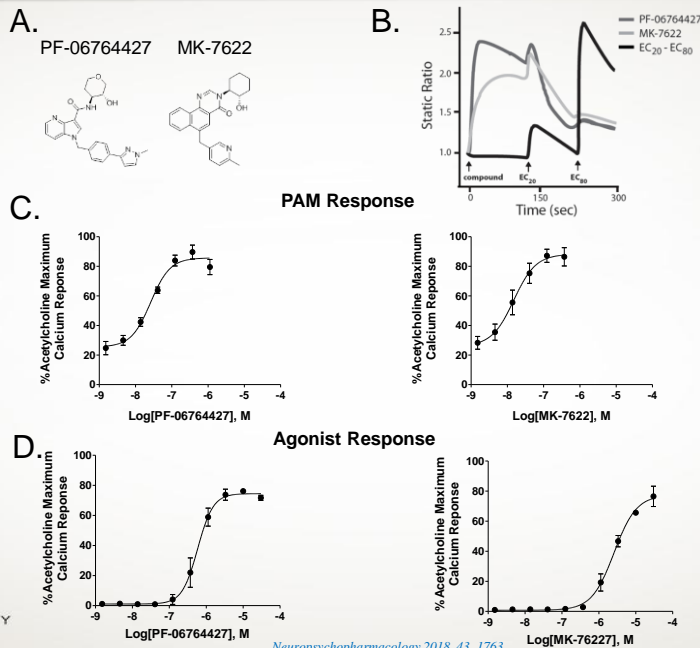 A.
PF-06764427 MK-7622
O
O NH OH
N
N
N N
N N OH
O
N
B.
PF-06764427
MK-7622
EC20 - EC80
2.5
2.0
1.5
1.0
Static Ratio
compound EC20 EC80
0 150 300
Time (sec)
C.
PAM Response
%Acetylcholine Maximum
Calcium Reponse
100
80
60
40
20
0
-9 -8 -7 -6 -5 -4
Log[PF-06764427], M
%Acetylcholine Maximum
Calcium Reponse
100
80
60
40
20
0
-9 -8 -7 -6 -5 -4
Log[MK-7622], M
D.
Agonist Response
%Acetylcholine Maximum
Calcium Reponse
100
80
60
40
20
0
-9 -8 -7 -6 -5 -4
Log[PF-06764427], M
%Acetylcholine Maximum
Calcium Reponse
100
80
60
40
20
0
-9 -8 -7 -6 -5 -4
Log[MK-76227], M
Y
Neuropsychopharmacology 2018, 43, 1763